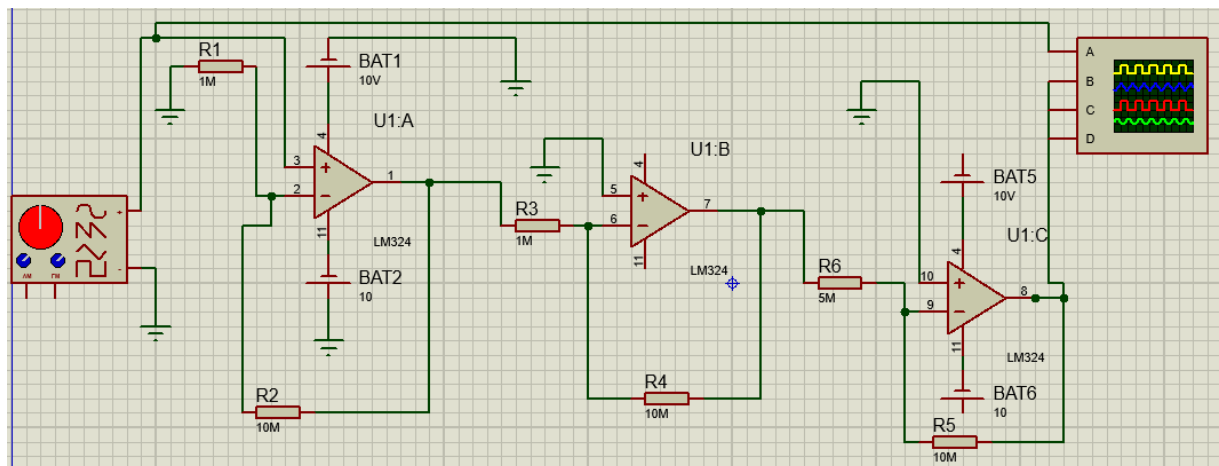 R1
1M
BAT1
10V
U1:A
4
3
2
1
11
LM324
BAT2
10
R2
10M
+
-
AM
FM
R3
1M
U1:B
4
5
6
7
11
LM324
R4
10M
R6
5M
BAT5
10V
U1:C
4
10
9
8
11
LM324
BAT6
10
R5
10M
A
B
C
D